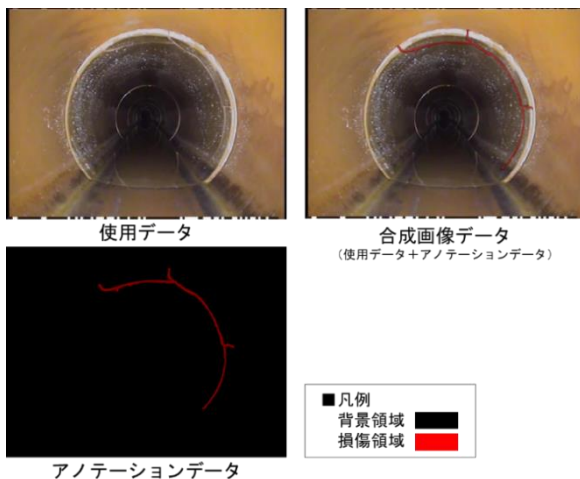 使用データ
合成画像データ
(使用データ+アノテーションデータ)
アノテーションデータ
■凡例
背景領域
損傷領域